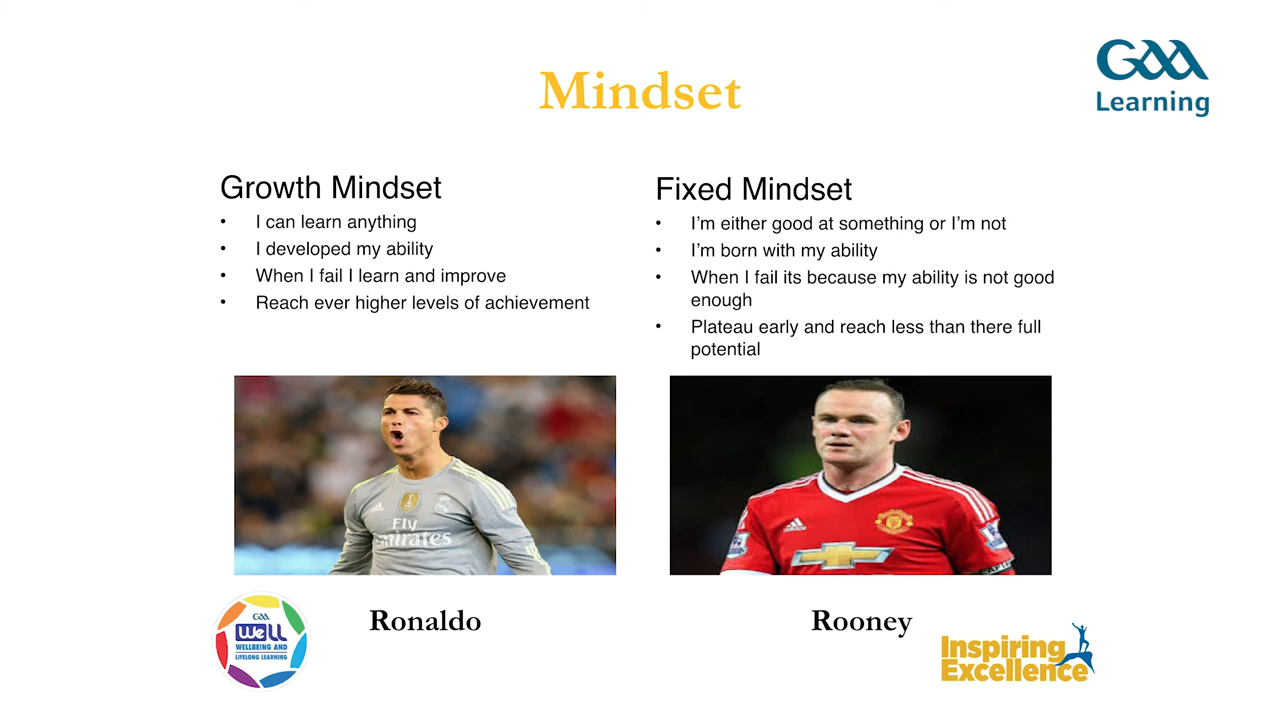 Mindset
GAA
Learning
Growth Mindset
• I can learn anything
• I developed my ability
• When I fail I learn and improve
• Reach ever higher levels of achievement
Fixed Mindset
• I’m either good at something or I’m not
• I’m born with my ability
• When I fail its because my ability is not good
enough
• Plateau early and reach less than there full
potential
Fly
Emirates
Ronaldo
Rooney
GAA
WELL
WELLBEING AND
LIFELONG LEARNING
Inspiring
Excellence